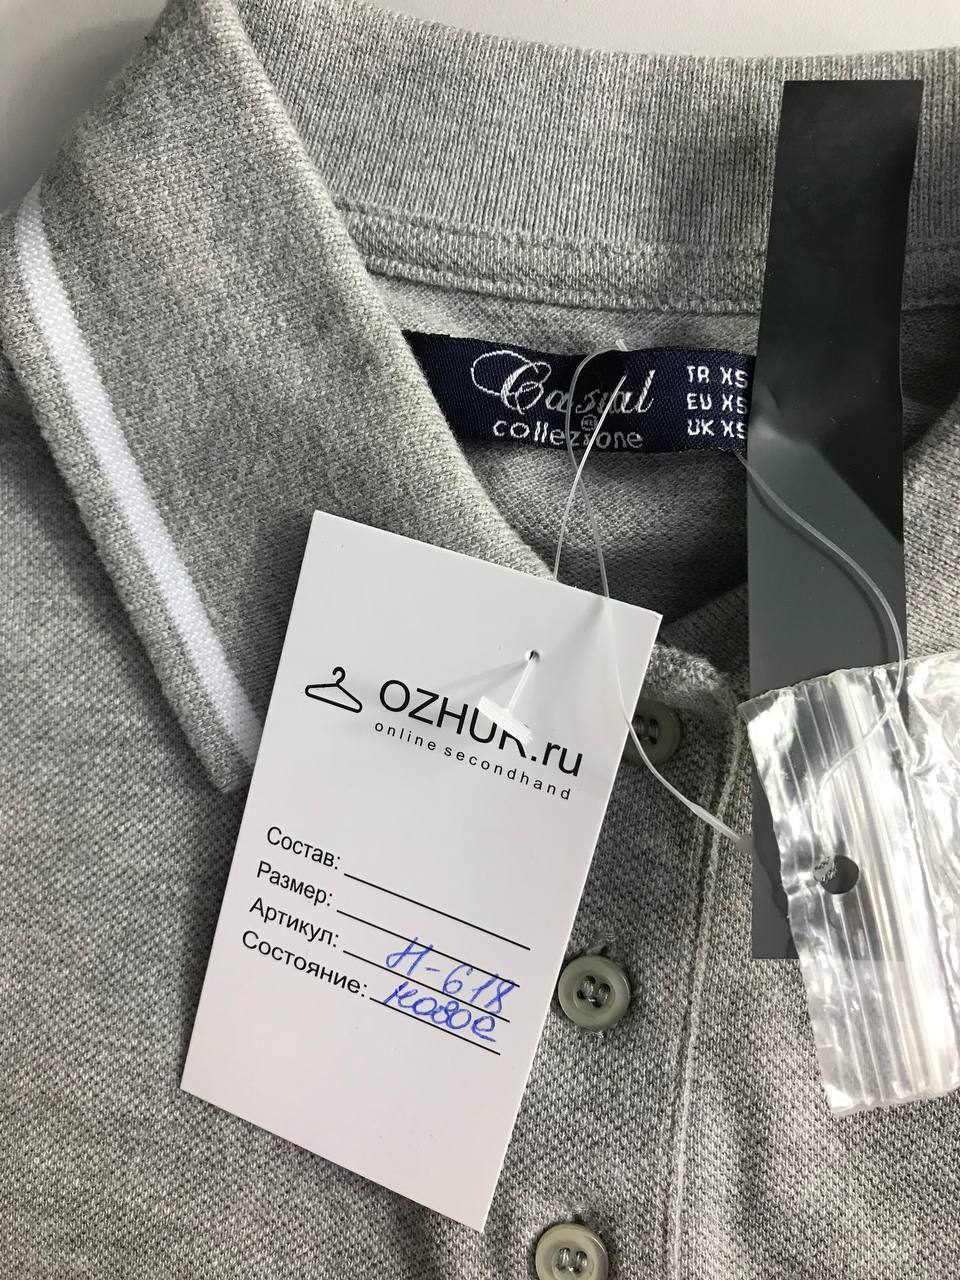 Casual
collezione
TR XS
EU XS
UK XS
OZHUK.ru
online secondhand
Состав:
Размер:
Артикул: Н-618
Состояние: новое